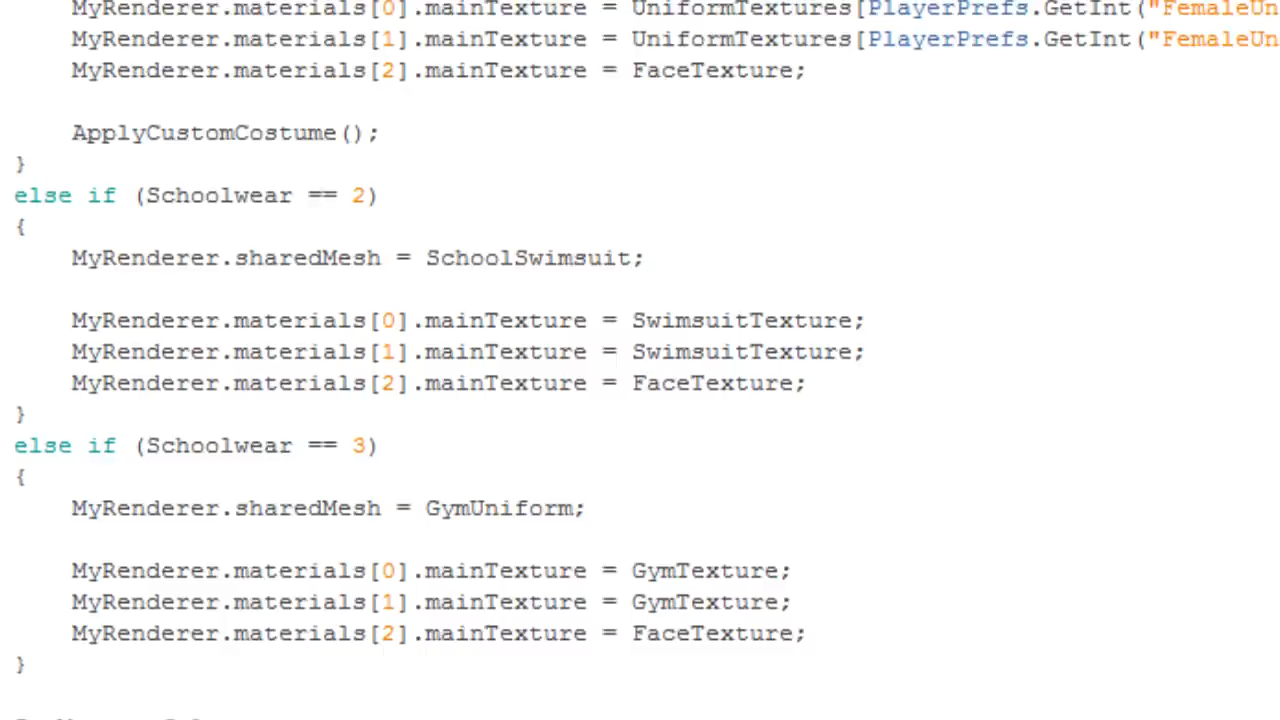 MyRenderer.materials[0].mainTexture = UniformTextures[PlayerPrefs.GetInt("FemaleUn
MyRenderer.materials[1].mainTexture = UniformTextures[PlayerPrefs.GetInt("FemaleUn
MyRenderer.materials[2].mainTexture = FaceTexture;
ApplyCustomCostume();
}
else if (Schoolwear == 2)
{
MyRenderer.sharedMesh = SchoolSwimsuit;
MyRenderer.materials[0].mainTexture = SwimsuitTexture;
MyRenderer.materials[1].mainTexture = SwimsuitTexture;
MyRenderer.materials[2].mainTexture = FaceTexture;
}
else if (Schoolwear == 3)
{
MyRenderer.sharedMesh = GymUniform;
MyRenderer.materials[0].mainTexture = GymTexture;
MyRenderer.materials[1].mainTexture = GymTexture;
MyRenderer.materials[2].mainTexture = FaceTexture;
}